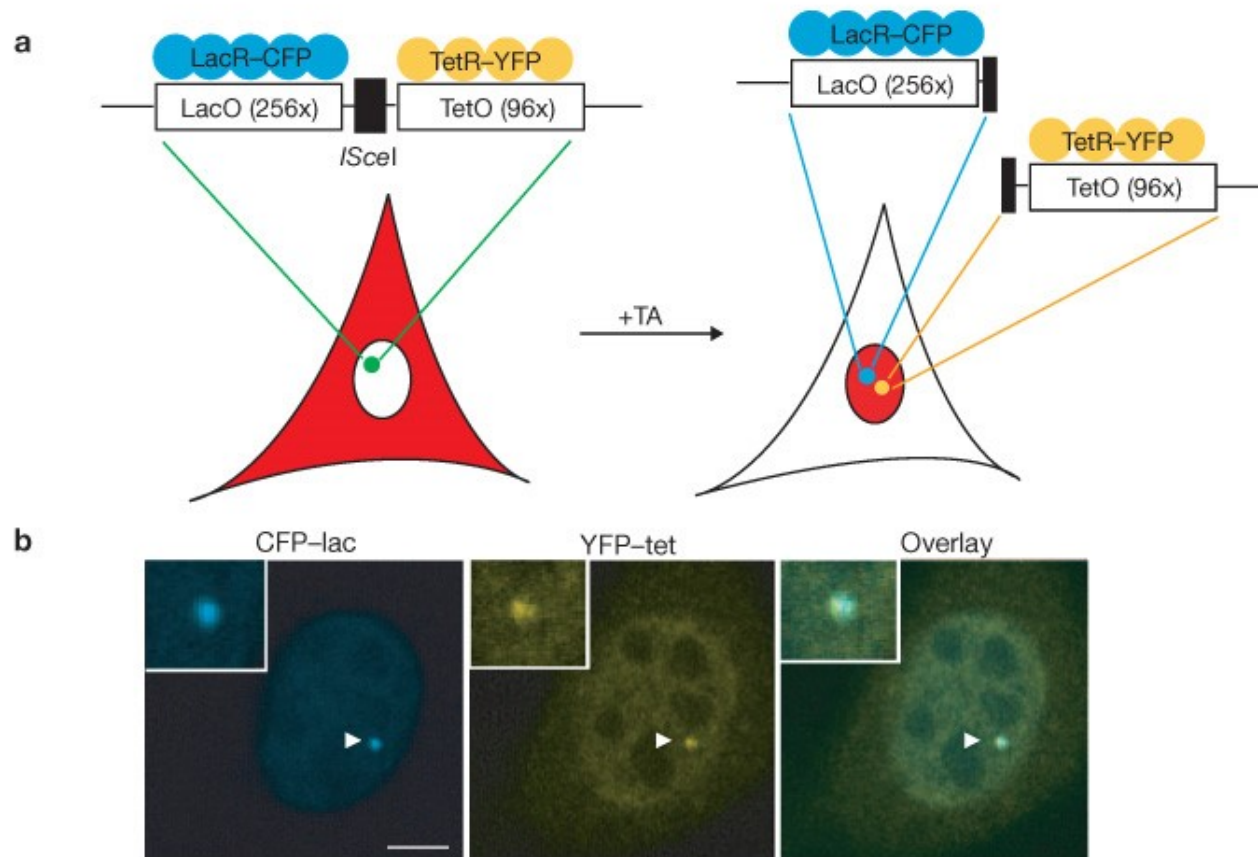 a
LacR–CFP
TetR–YFP
LacO (256x)
TetO (96x)
ISceI
LacR–CFP
LacO (256x)
TetR–YFP
TetO (96x)
+TA
b
CFP–lac
YFP–tet
Overlay